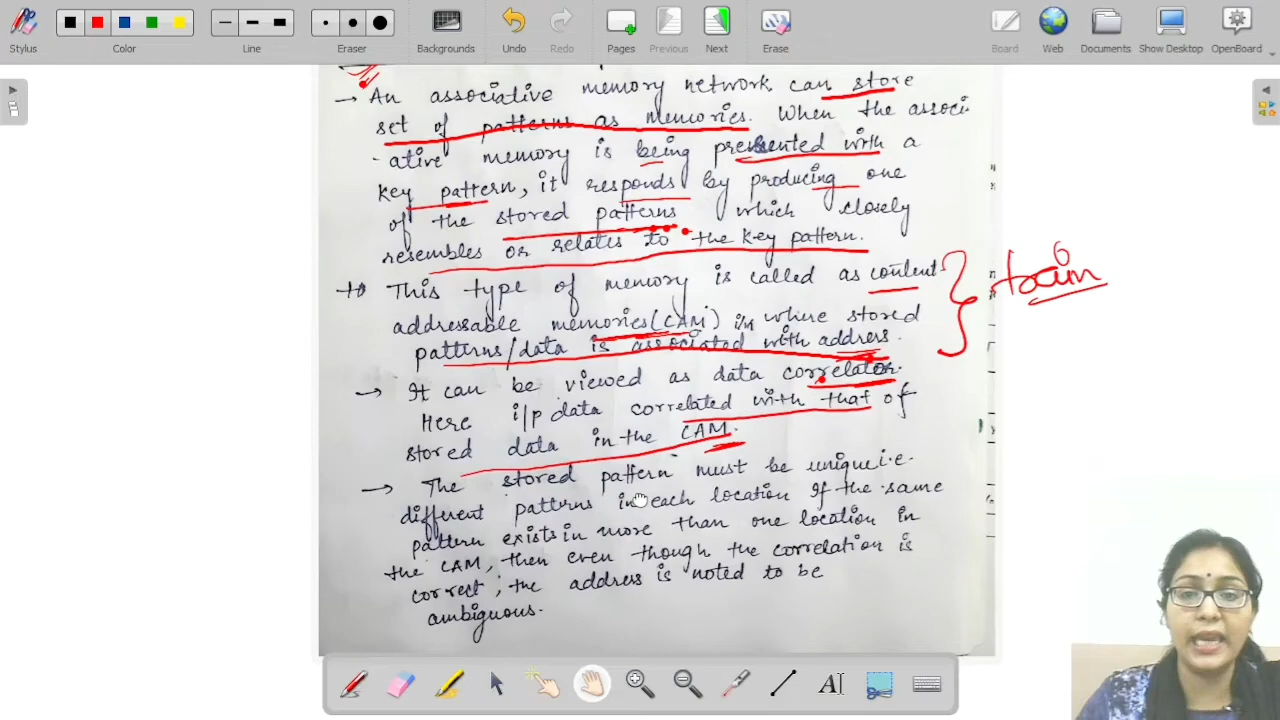 Stylus
Color
Line
Eraser
Backgrounds
Undo
Redo
Pages
Previous
Next
Erase
Board
Web
Documents
Show Desktop
OpenBoard
→ An associative memory network can store
set of patterns as memories. When the associ
-ative memory is being presented with a
key pattern, it responds by producing one
of the stored patterns which closely
resembles or relates to the key pattern.
→ This type of memory is called as content
addressable memories (CAM) i/n where stored
patterns/data is associated with address.
→ It can be viewed as data correlator.
Here i/p data correlated with that of
stored data in the CAM.
→ The stored pattern must be unique i.e.
different patterns in each location If the same
pattern exists in more than one location in
the CAM, then even though the correlation is
correct, the address is noted to be
ambiguous.
AI